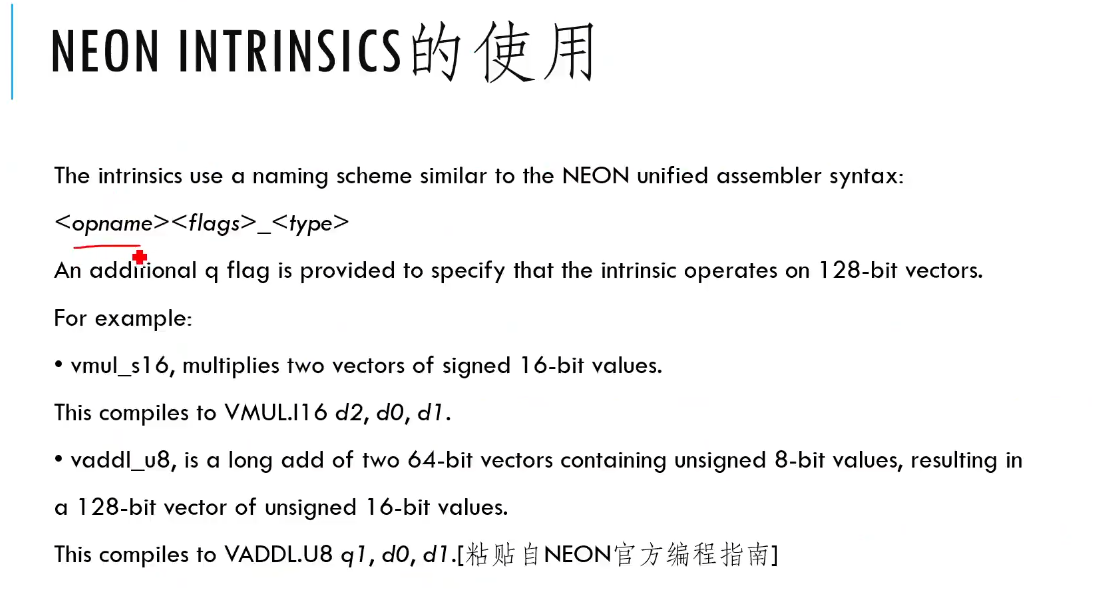 NEON INTRINSICS的使用
The intrinsics use a naming scheme similar to the NEON unified assembler syntax:
<opname><flags>_<type>
An additional q flag is provided to specify that the intrinsic operates on 128-bit vectors.
For example:
• vmul_s16, multiplies two vectors of signed 16-bit values.
This compiles to VMUL.I16 d2, d0, d1.
• vaddl_u8, is a long add of two 64-bit vectors containing unsigned 8-bit values, resulting in
a 128-bit vector of unsigned 16-bit values.
This compiles to VADDL.U8 q1, d0, d1.[粘贴自NEON官方编程指南]